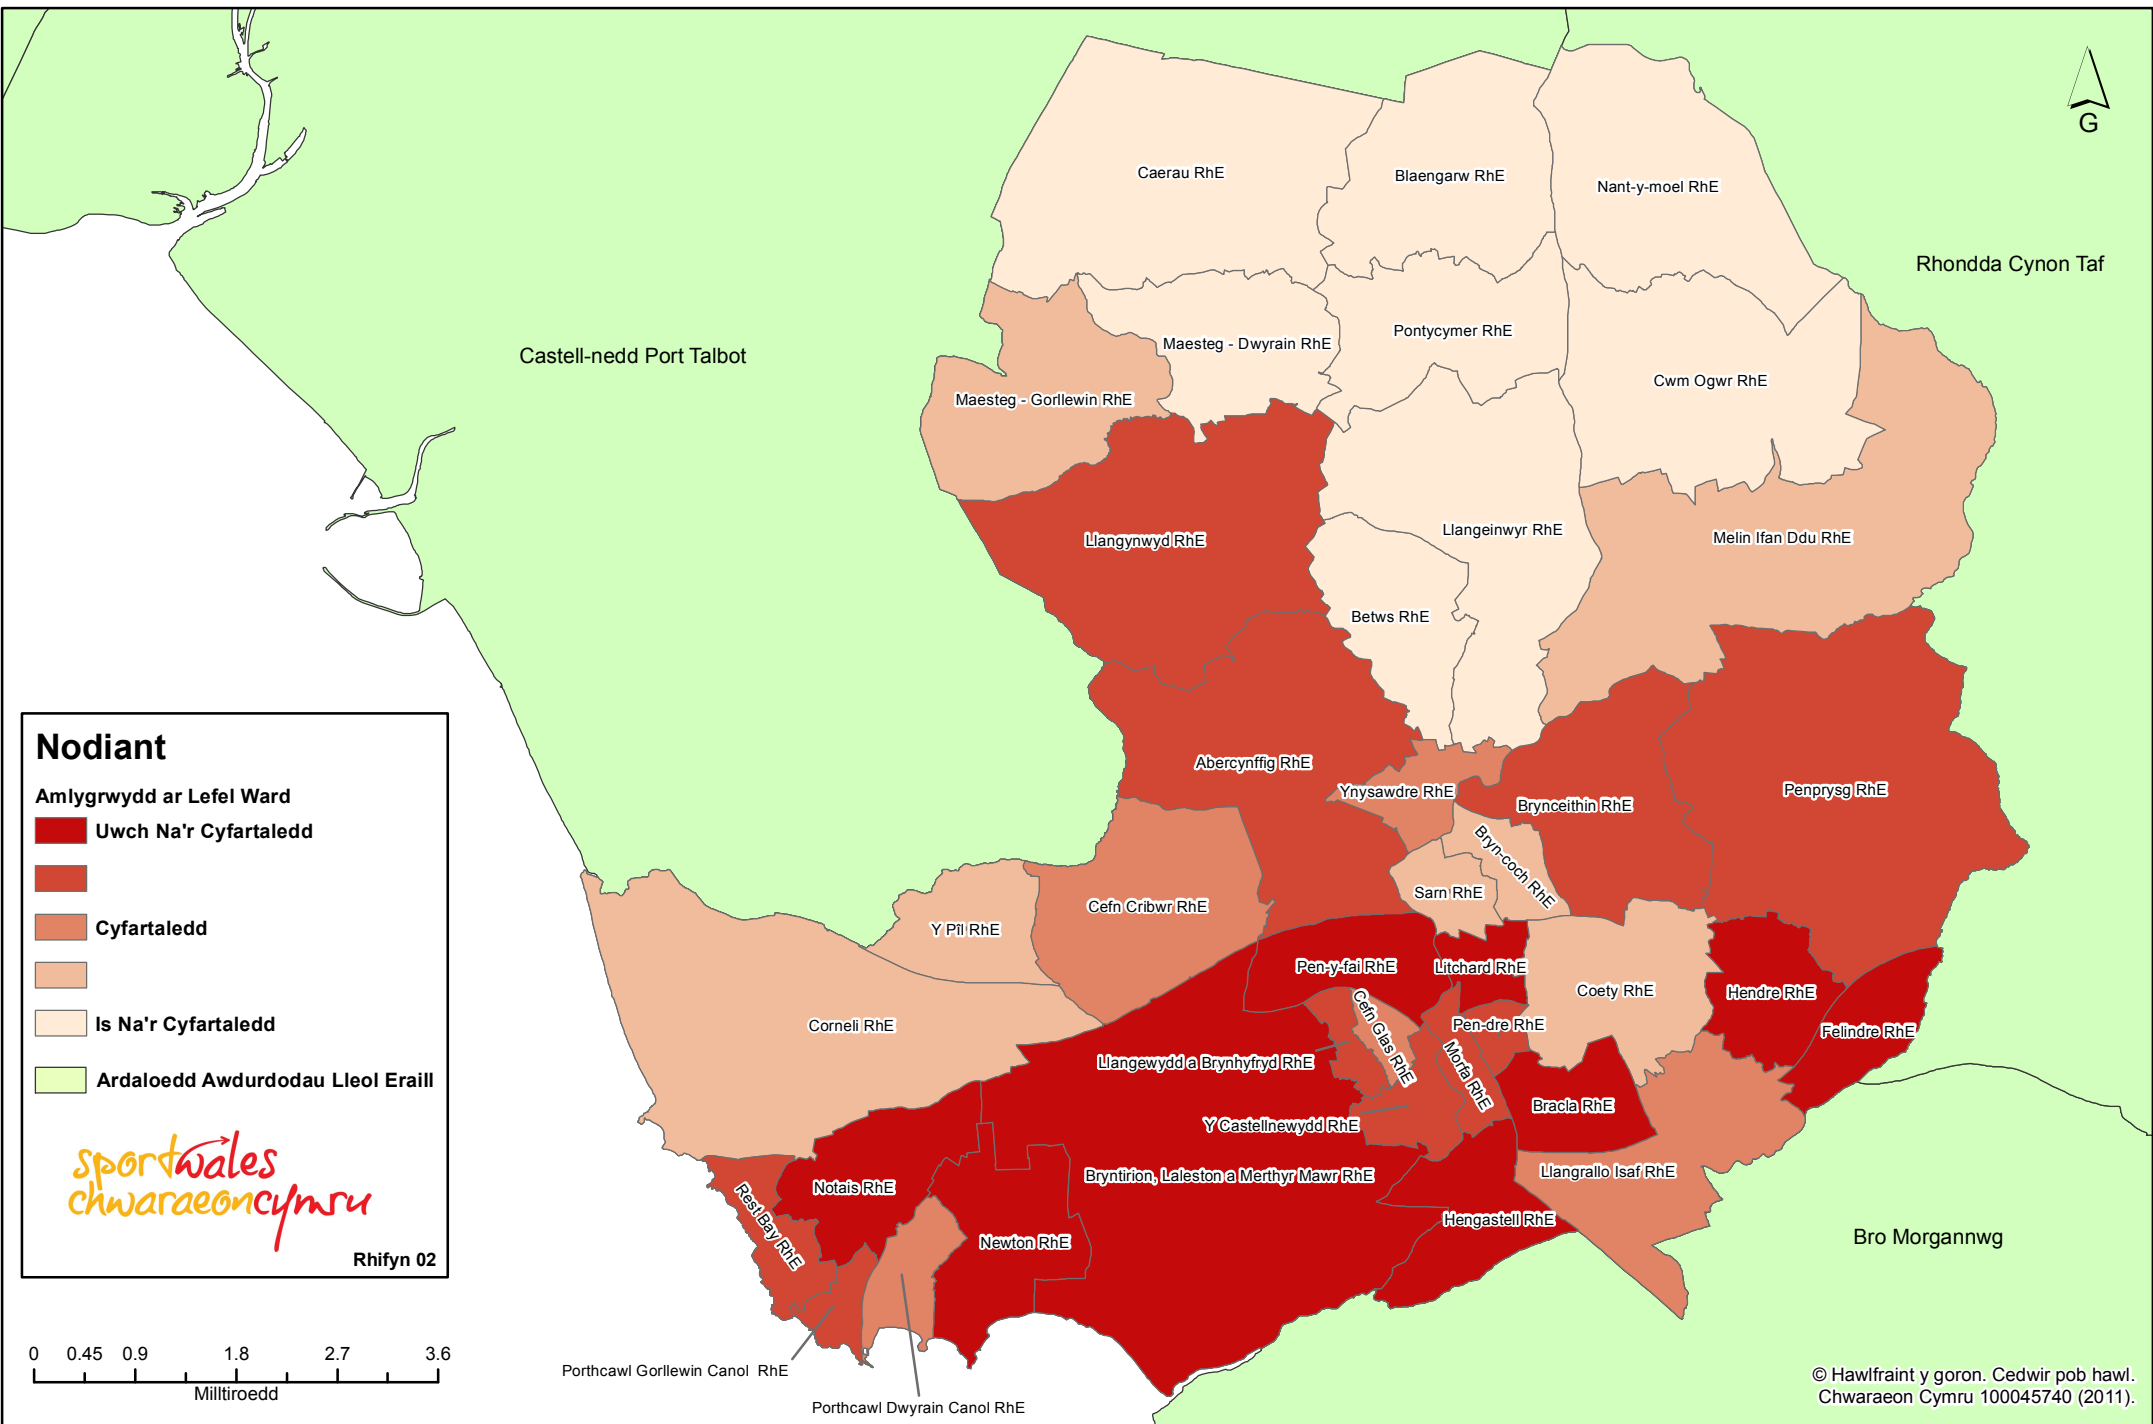 G
Caerau RhE
Blaengarw RhE
Nant-y-moel RhE
Rhondda Cynon Taf
Castell-nedd Port Talbot
Maesteg - Dwyrain RhE
Pontycymer RhE
Cwm Ogwr RhE
Maesteg - Gorllewin RhE
Llangynwyd RhE
Llangeinwyr RhE
Melin Ifan Ddu RhE
Betws RhE
Abercynffig RhE
Ynysawdre RhE
Brynceithin RhE
Penprysg RhE
Bryn-coch RhE
Sarn RhE
Cefn Cribwr RhE
Y Pîl RhE
Pen-y-fai RhE
Litchard RhE
Coety RhE
Hendre RhE
Felindre RhE
Corneli RhE
Cefn Glas RhE
Pen-dre RhE
Morfa RhE
Llangewydd a Brynhyfryd RhE
Bracla RhE
Y Castellnewydd RhE
Llangrallo Isaf RhE
Bryntirion, Laleston a Merthyr Mawr RhE
Notais RhE
Rest Bay RhE
Newton RhE
Hengastell RhE
Bro Morgannwg
Porthcawl Gorllewin Canol RhE
Porthcawl Dwyrain Canol RhE
Nodiant
Amlygrwydd ar Lefel Ward
Uwch Na'r Cyfartaledd
Cyfartaledd
Is Na'r Cyfartaledd
Ardaloedd Awdurdodau Lleol Eraill
sportwales
chwaraeoncymru
Rhifyn 02
0 0.45 0.9 1.8 2.7 3.6
Milltiroedd
© Hawlfraint y goron. Cedwir pob hawl.
Chwaraeon Cymru 100045740 (2011).